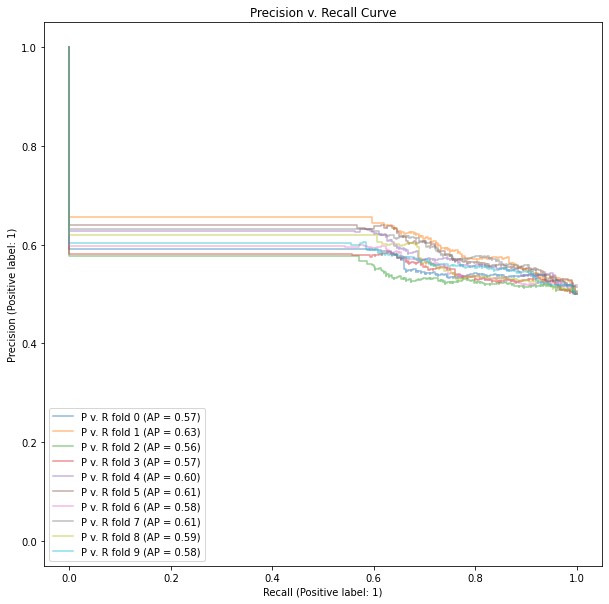 Precision v. Recall Curve
1.0
0.8
0.6
0.4
0.2
0.0
Precision (Positive label: 1)
P v. R fold 0 (AP = 0.57)
P v. R fold 1 (AP = 0.63)
P v. R fold 2 (AP = 0.56)
P v. R fold 3 (AP = 0.57)
P v. R fold 4 (AP = 0.60)
P v. R fold 5 (AP = 0.61)
P v. R fold 6 (AP = 0.58)
P v. R fold 7 (AP = 0.61)
P v. R fold 8 (AP = 0.59)
P v. R fold 9 (AP = 0.58)
0.0 0.2 0.4 0.6 0.8 1.0
Recall (Positive label: 1)